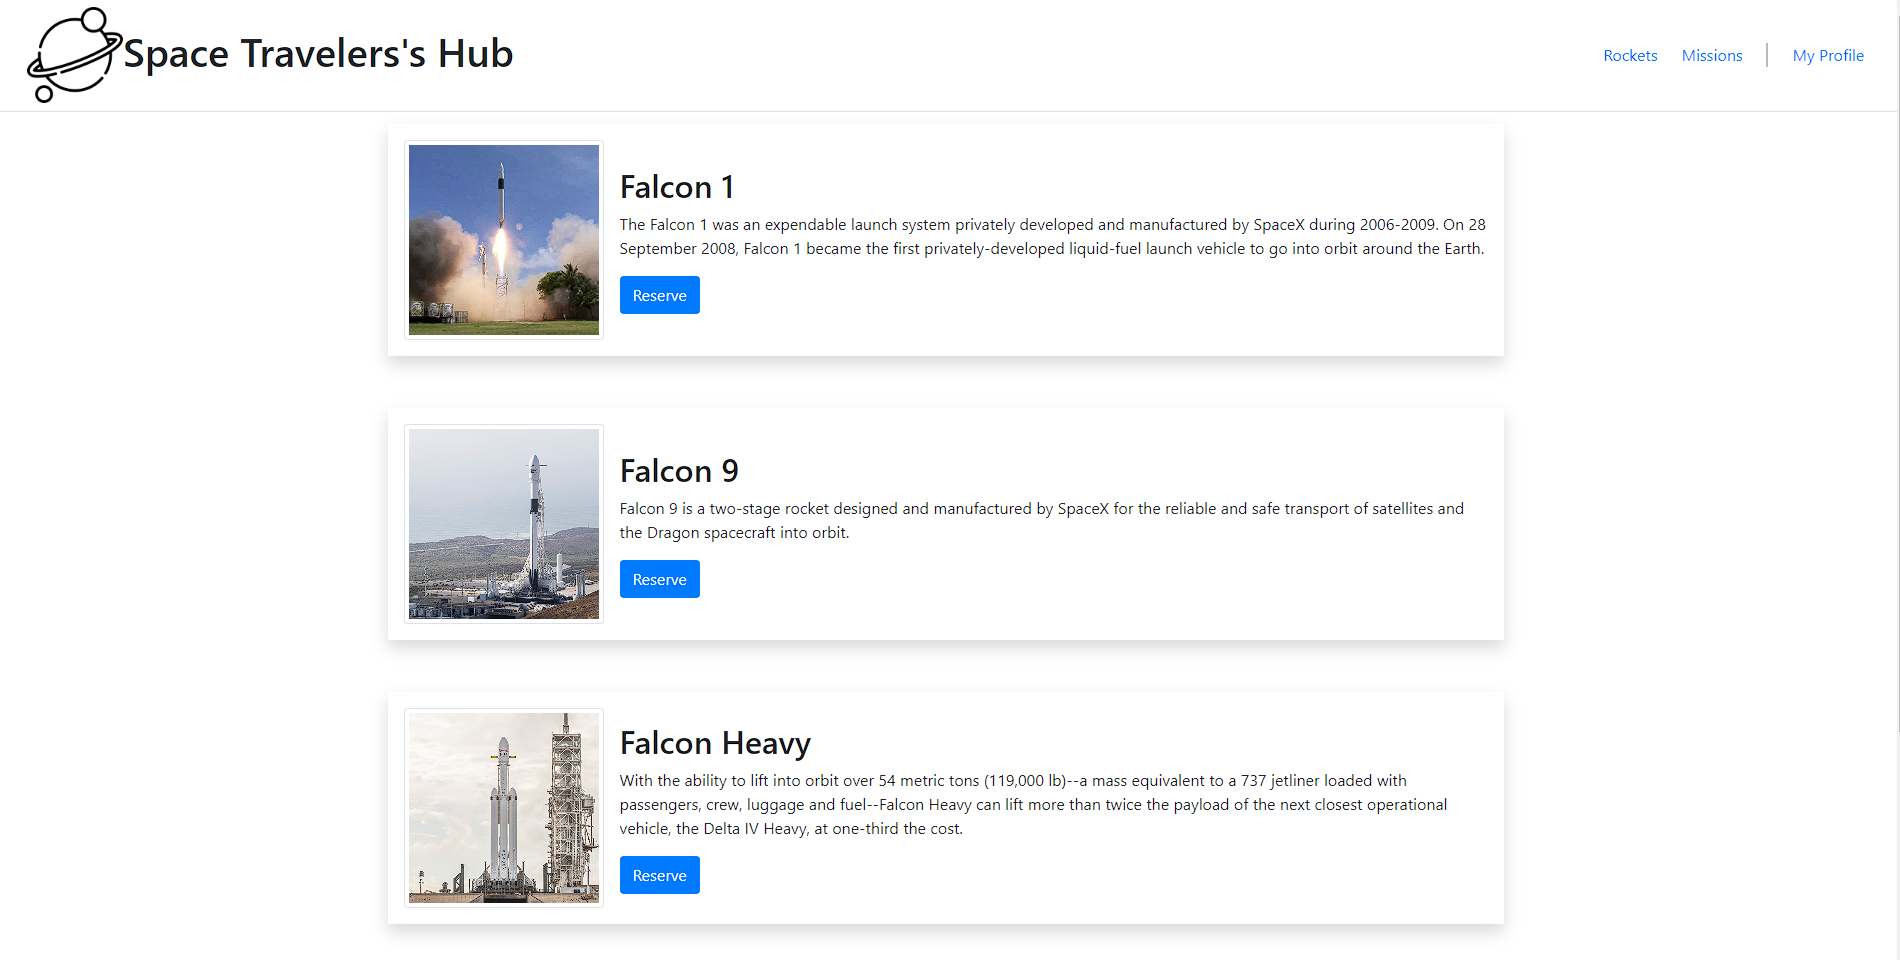 Space Travelers's Hub
Rockets Missions My Profile
Falcon 1
The Falcon 1 was an expendable launch system privately developed and manufactured by SpaceX during 2006-2009. On 28
September 2008, Falcon 1 became the first privately-developed liquid-fuel launch vehicle to go into orbit around the Earth.
Reserve
Falcon 9
Falcon 9 is a two-stage rocket designed and manufactured by SpaceX for the reliable and safe transport of satellites and
the Dragon spacecraft into orbit.
Reserve
Falcon Heavy
With the ability to lift into orbit over 54 metric tons (119,000 lb)--a mass equivalent to a 737 jetliner loaded with
passengers, crew, luggage and fuel--Falcon Heavy can lift more than twice the payload of the next closest operational
vehicle, the Delta IV Heavy, at one-third the cost.
Reserve